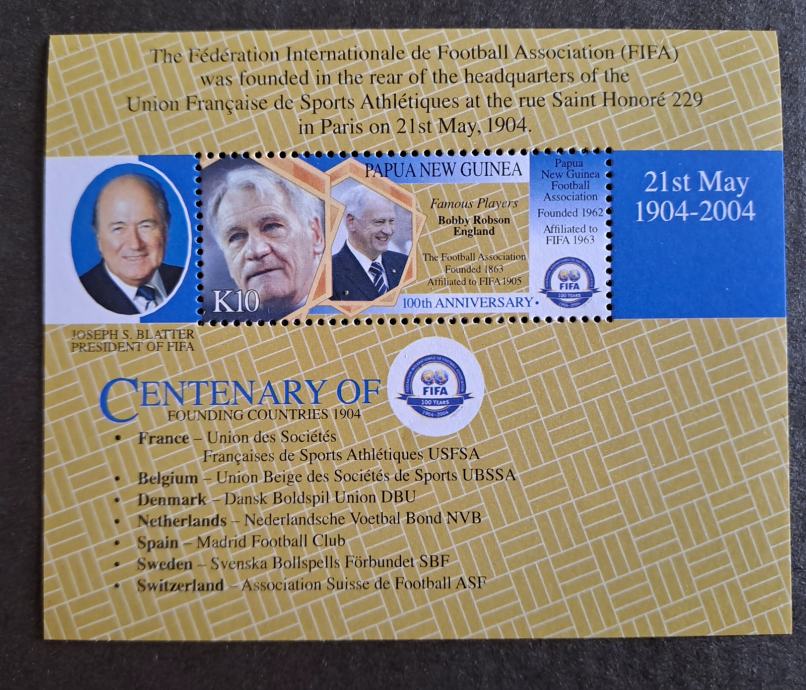 The Fédération Internationale de Football Association (FIFA)
was founded in the rear of the headquarters of the
Union Française de Sports Athlétiques at the rue Saint Honoré 229
in Paris on 21st May, 1904.
PAPUA NEW GUINEA
Famous Players
Bobby Robson
England
The Football Association
Founded 1863
Affiliated to FIFA 1905
K10
100th ANNIVERSARY•
Papua
New Guinea
Football
Association
Founded 1962
Affiliated to
FIFA 1963
FIFA
100 YEARS
21st May
1904-2004
JOSEPH S. BLATTER
PRESIDENT OF FIFA
CENTENARY OF
FIFA
100 YEARS
1904-2004
FOUNDING COUNTRIES 1904
• France – Union des Sociétés
Françaises de Sports Athlétiques USFSA
• Belgium – Union Beige des Sociétés de Sports UBSSA
• Denmark – Dansk Boldspil Union DBU
• Netherlands – Nederlandsche Voetbal Bond NVB
• Spain – Madrid Football Club
• Sweden – Svenska Bollspells Förbundet SBF
• Switzerland – Association Suisse de Football ASF